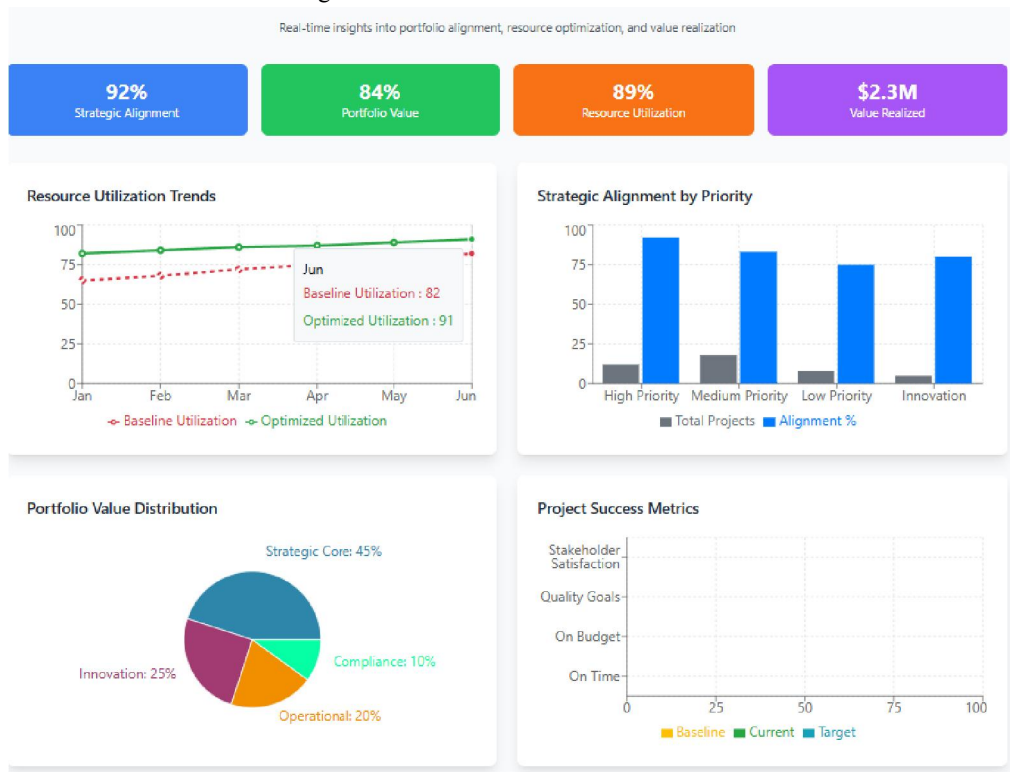 Real-time insights into portfolio alignment, resource optimization, and value realization
92%
Strategic Alignment
84%
Portfolio Value
89%
Resource Utilization
$2.3M
Value Realized
Resource Utilization Trends
100
75
50
25
0
Jan Feb Mar Apr May Jun
Jun
Baseline Utilization : 82
Optimized Utilization : 91
Baseline Utilization Optimized Utilization
Strategic Alignment by Priority
100
75
50
25
0
High Priority Medium Priority Low Priority Innovation
Total Projects Alignment %
Portfolio Value Distribution
Strategic Core: 45%
Innovation: 25%
Compliance: 10%
Operational: 20%
Project Success Metrics
Stakeholder
Satisfaction
Quality Goals
On Budget
On Time
0 25 50 75 100
Baseline Current Target